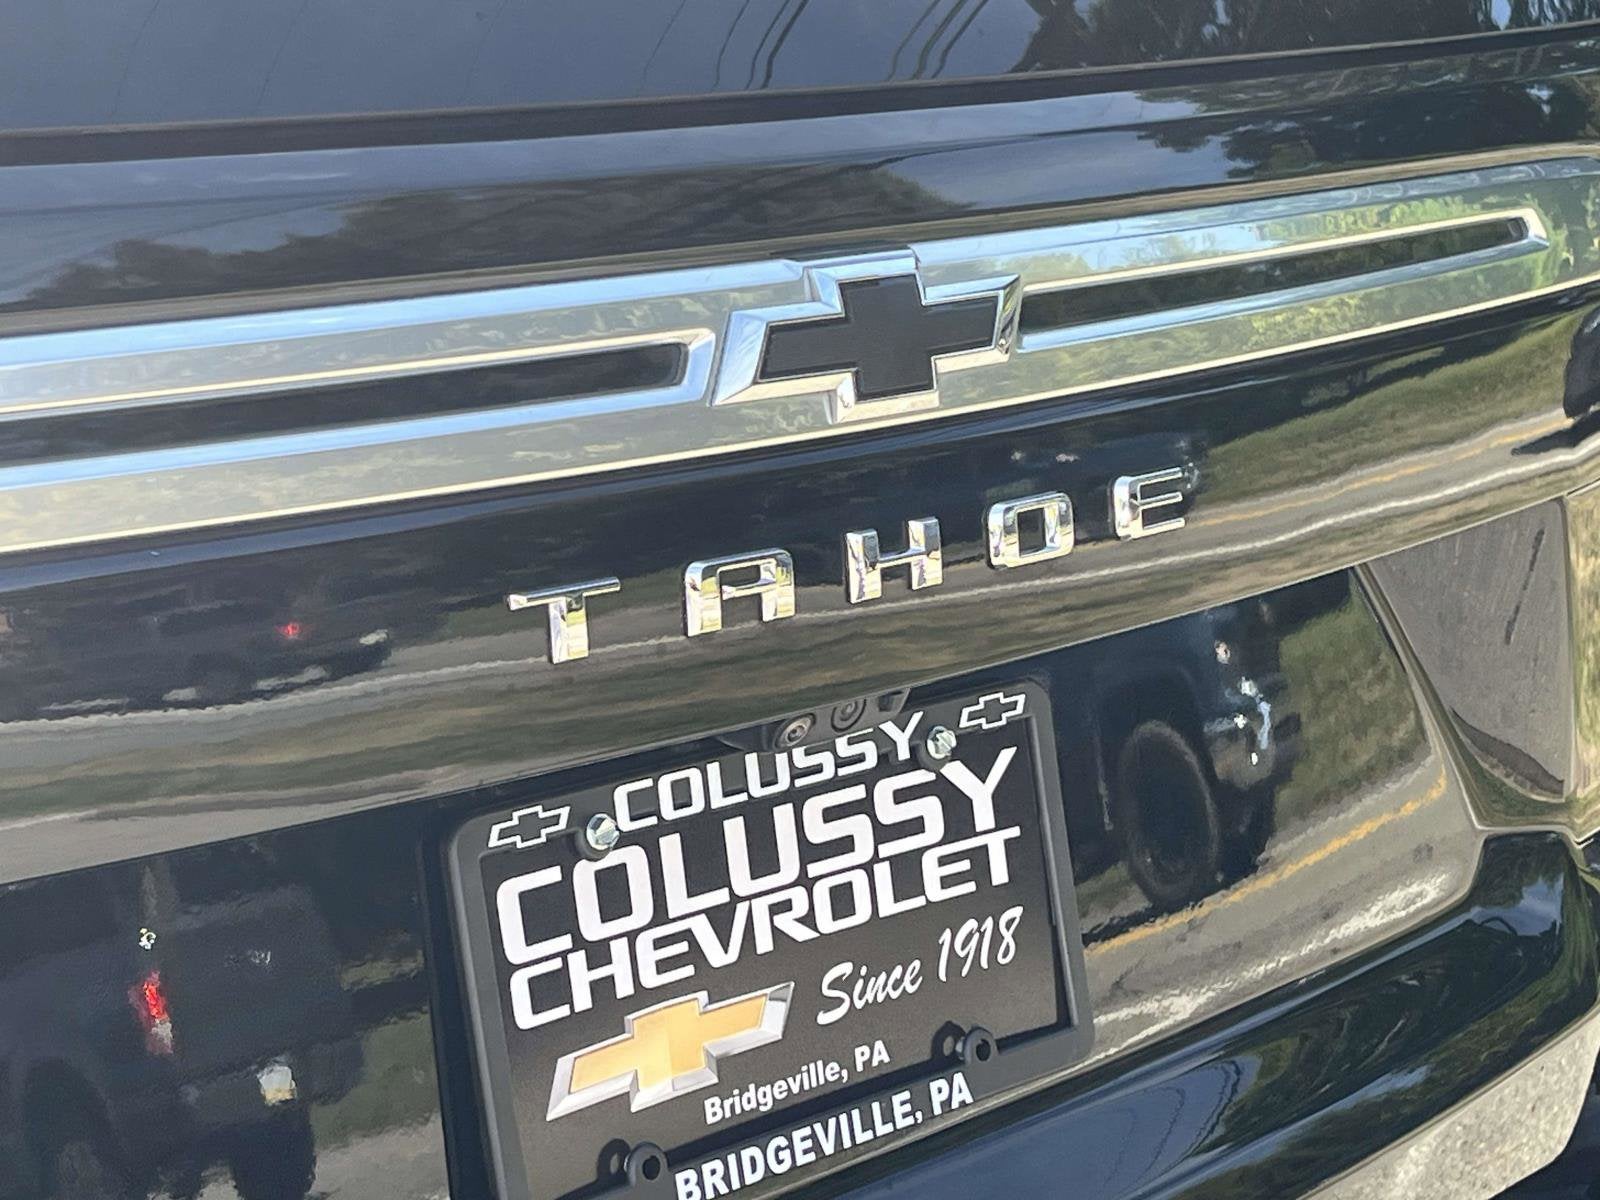 TAHOE
COLUSSY
COLUSSY
CHEVROLET
Since 1918
Bridgeville, PA
BRIDGEVILLE, PA